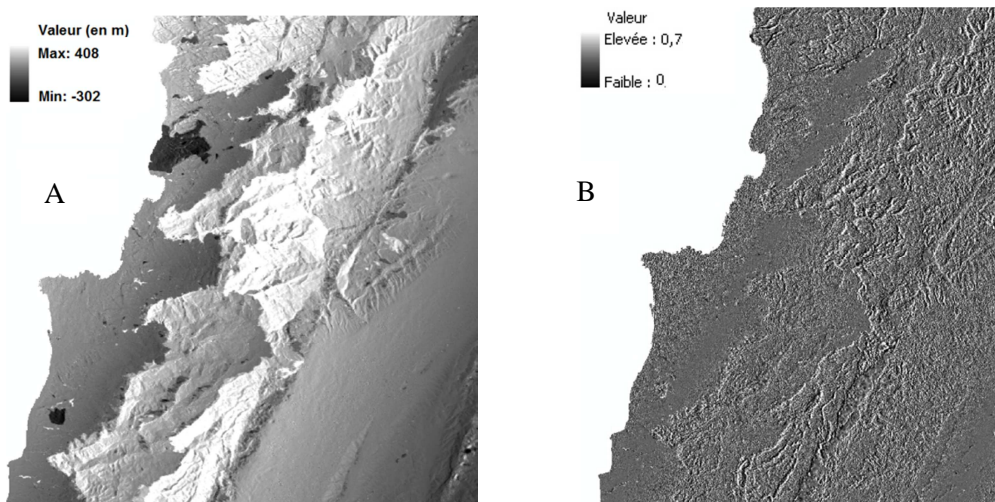 Valeur (en m)
Max: 408
Min: -302
A
Valeur
Elevée : 0,7
Faible : 0
B